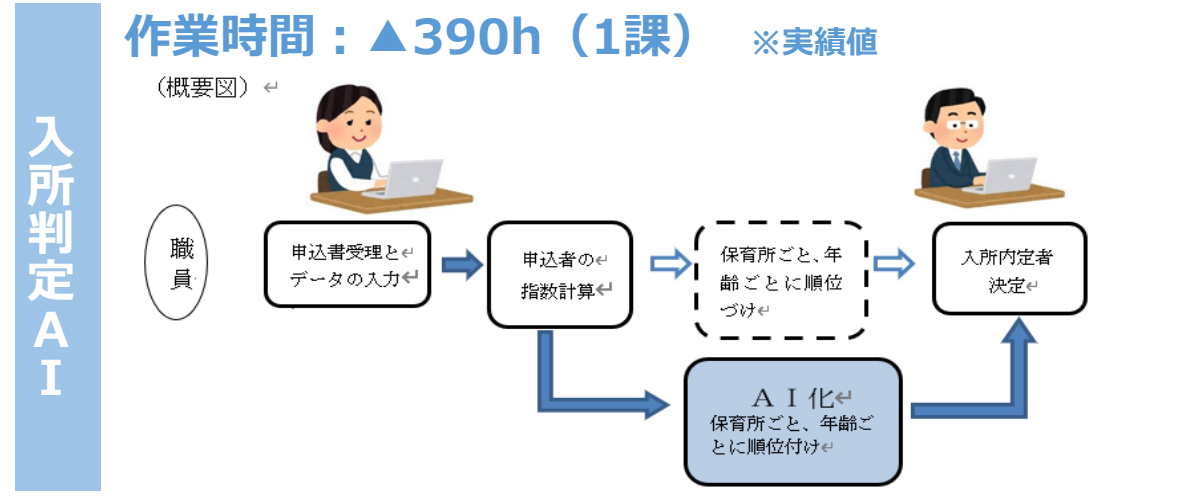 入所判定AI
作業時間：▲390h（1課） ※実績値
（概要図）↵
職
員
申込書受理と↵
データの入力↵
申込者の↵
指数計算↵
保育所ごと、年
齢ごとに順位
づけ↵
入所内定者
決定↵
ＡＩ化↵
保育所ごと、年齢ご
とに順位付け↵